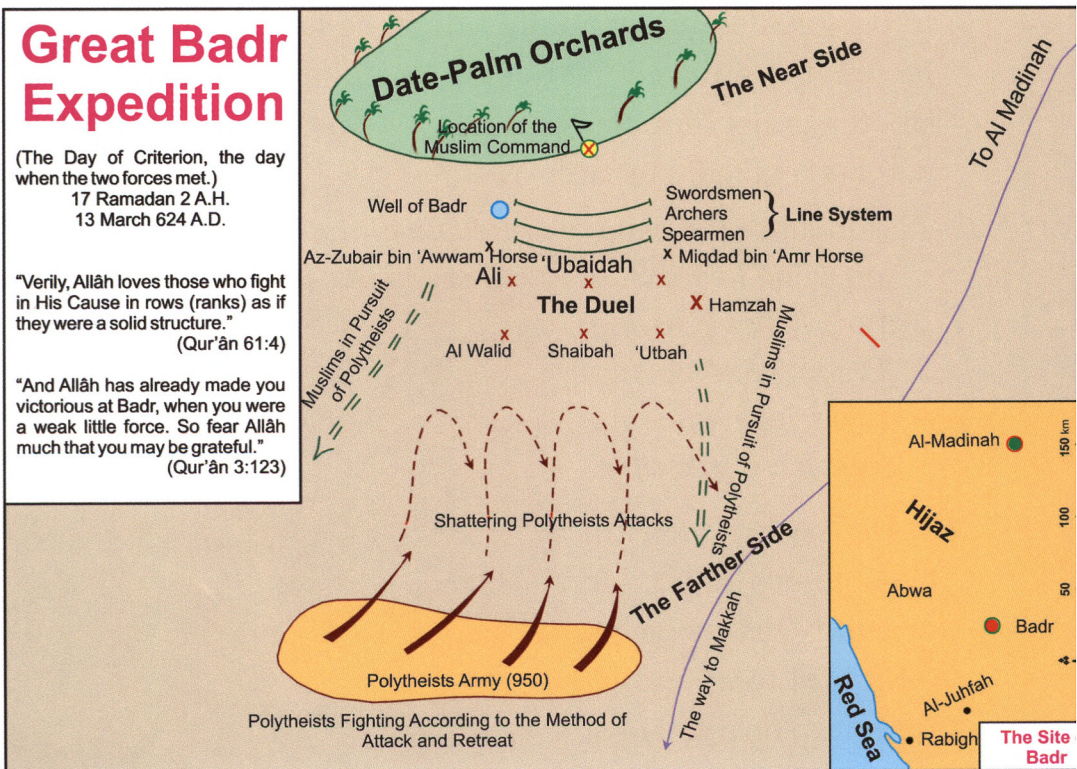 Great Badr
Expedition
(The Day of Criterion, the day
when the two forces met.)
17 Ramadan 2 A.H.
13 March 624 A.D.
"Verily, Allâh loves those who fight
in His Cause in rows (ranks) as if
they were a solid structure."
(Qur'ân 61:4)
"And Allâh has already made you
victorious at Badr, when you were
a weak little force. So fear Allâh
much that you may be grateful."
(Qur'ân 3:123)
Date-Palm Orchards
The Near Side
Location of the
Muslim Command
To Al Madinah
Well of Badr
Swordsmen
Archers
Spearmen
Line System
Az-Zubair bin 'Awwam Horse
Miqdad bin 'Amr Horse
Ali
'Ubaidah
The Duel
Hamzah
Al Walid
Shaibah
'Utbah
Muslims in Pursuit
of Polytheists
Muslims in Pursuit of Polytheists
Shattering Polytheists Attacks
The Farther Side
The way to Makkah
Polytheists Army (950)
Polytheists Fighting According to the Method of
Attack and Retreat
Al-Madinah
150 km
100
50
Hijaz
Abwa
Badr
Red Sea
Al-Juhfah
Rabigh
The Site
Badr